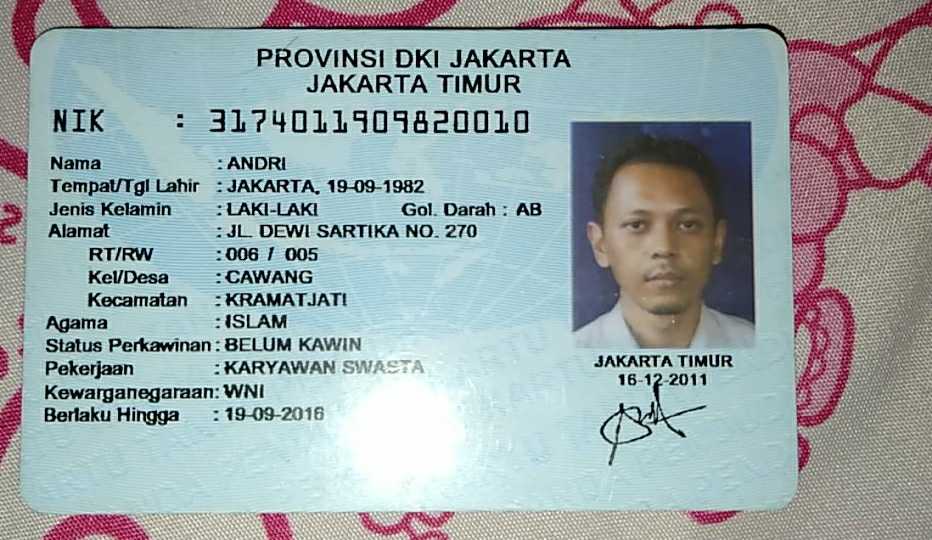 PROVINSI DKI JAKARTA
JAKARTA TIMUR
NIK : 3174011909820010
Nama : ANDRI
Tempat/Tgl Lahir : JAKARTA, 19-09-1982
Jenis Kelamin : LAKI-LAKI Gol. Darah : AB
Alamat : JL. DEWI SARTIKA NO. 270
RT/RW : 006 / 005
Kel/Desa : CAWANG
Kecamatan : KRAMATJATI
Agama : ISLAM
Status Perkawinan : BELUM KAWIN
Pekerjaan : KARYAWAN SWASTA
Kewarganegaraan : WNI
Berlaku Hingga : 19-09-2016
JAKARTA TIMUR
16-12-2011